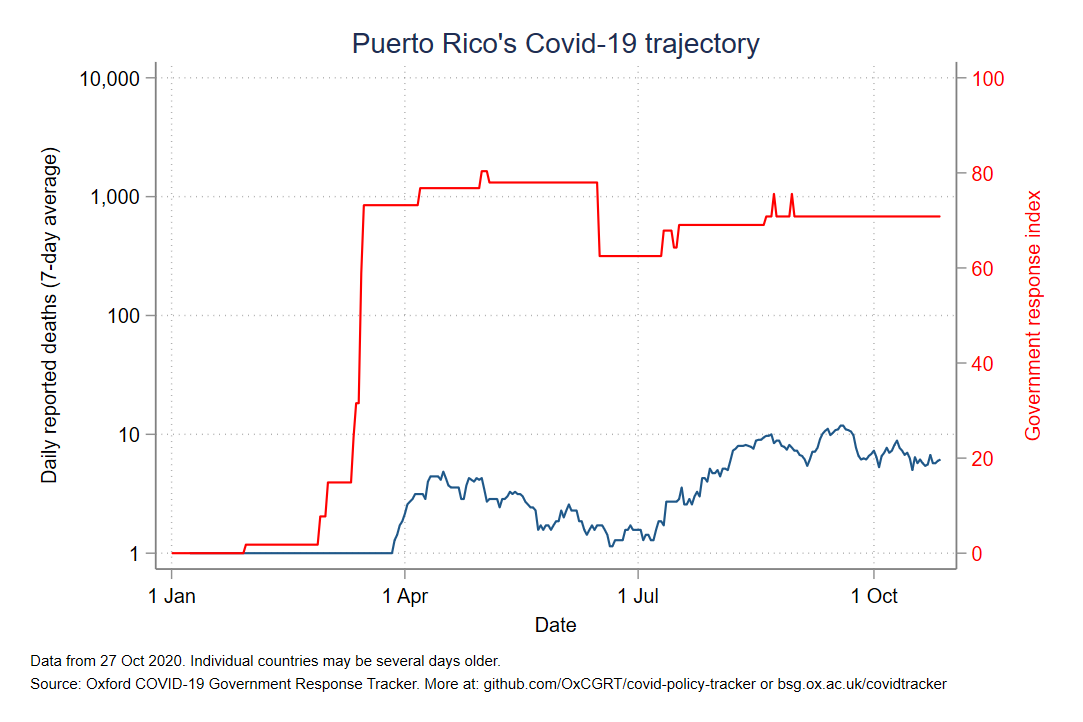 Puerto Rico's Covid-19 trajectory
10,000
1,000
100
10
1
Daily reported deaths (7-day average)
100
80
60
40
20
0
Government response index
1 Jan
1 Apr
1 Jul
1 Oct
Date
Data from 27 Oct 2020. Individual countries may be several days older.
Source: Oxford COVID-19 Government Response Tracker. More at: github.com/OxCGRT/covid-policy-tracker or bsg.ox.ac.uk/covidtracker